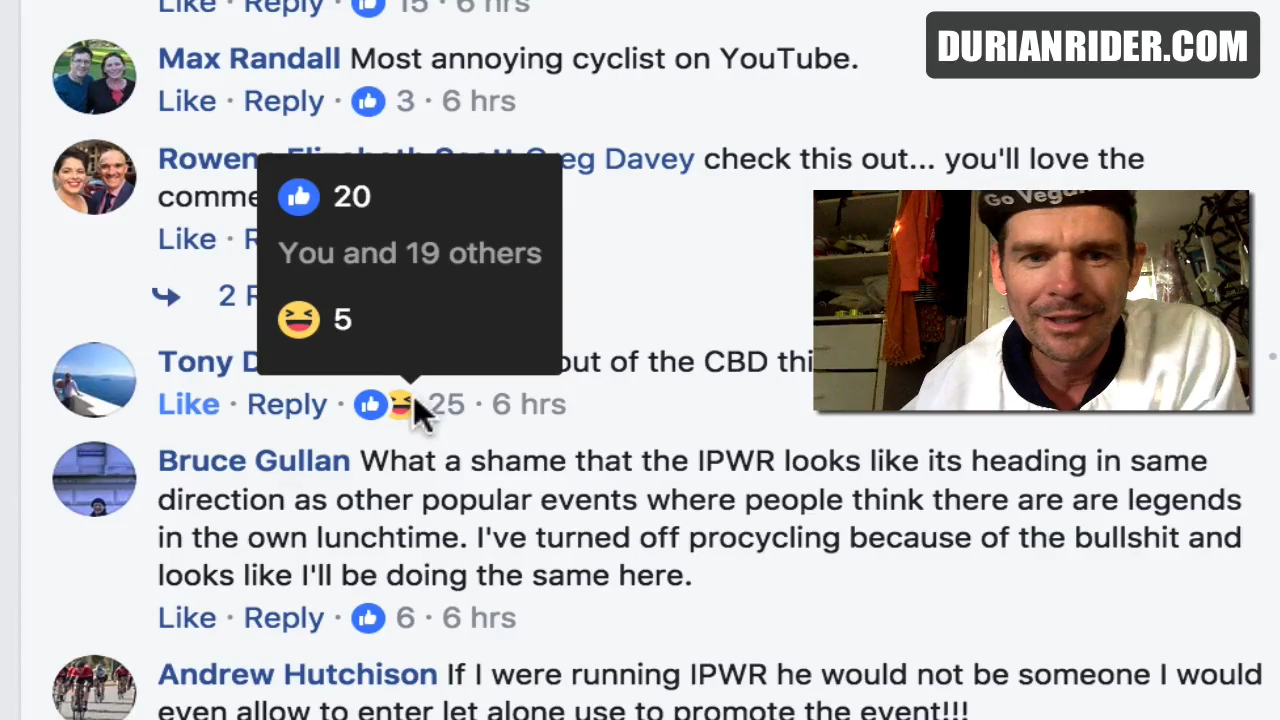 Like · Reply · 15 · 6 hrs
DURIANRIDER.COM
Max Randall Most annoying cyclist on YouTube.
Like · Reply · 3 · 6 hrs
Greg Davey check this out... you'll love the
Like ·
20
You and 19 others
5
2
Tony out of the CBD
Like · Reply · 25 · 6 hrs
Go Vegan
Bruce Gullan What a shame that the IPWR looks like its heading in same
direction as other popular events where people think there are are legends
in the own lunchtime. I've turned off procycling because of the bullshit and
looks like I'll be doing the same here.
Like · Reply · 6 · 6 hrs
Andrew Hutchison If I were running IPWR he would not be someone I would
even allow to enter let alone use to promote the event!!!